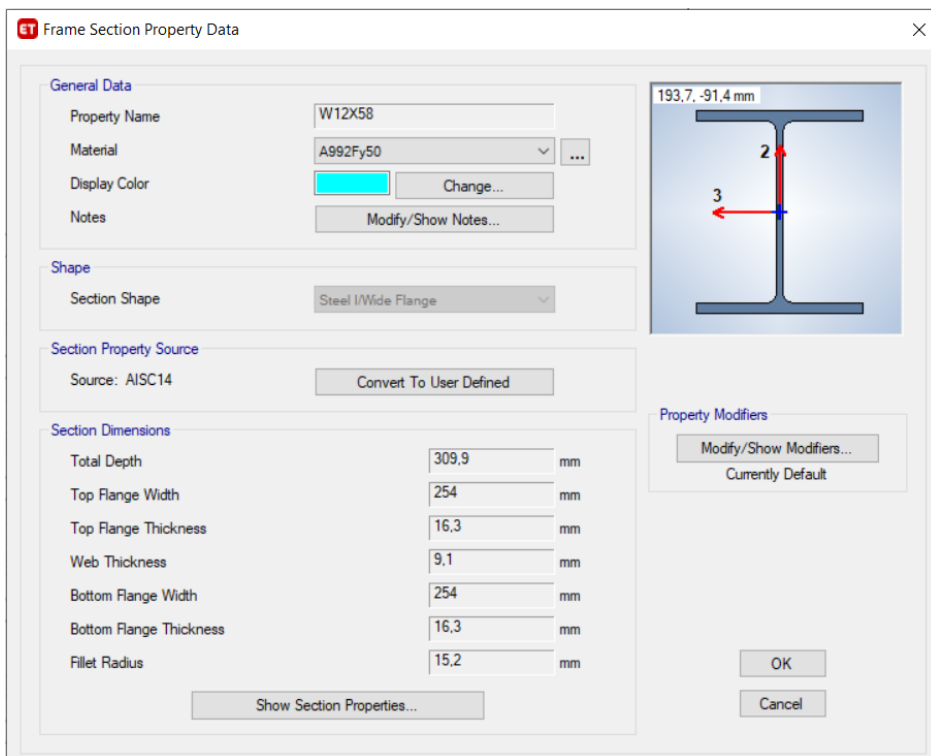 ET Frame Section Property Data
General Data
Property Name W12X58
Material A992Fy50 ...
Display Color Change...
Notes Modify/Show Notes...
Shape
Section Shape Steel I/Wide Flange
Section Property Source
Source: AISC14 Convert To User Defined
Section Dimensions
Total Depth 309,9 mm
Top Flange Width 254 mm
Top Flange Thickness 16,3 mm
Web Thickness 9,1 mm
Bottom Flange Width 254 mm
Bottom Flange Thickness 16,3 mm
Fillet Radius 15,2 mm
Show Section Properties...
193,7, -91,4 mm
2
3
Property Modifiers
Modify/Show Modifiers...
Currently Default
OK
Cancel